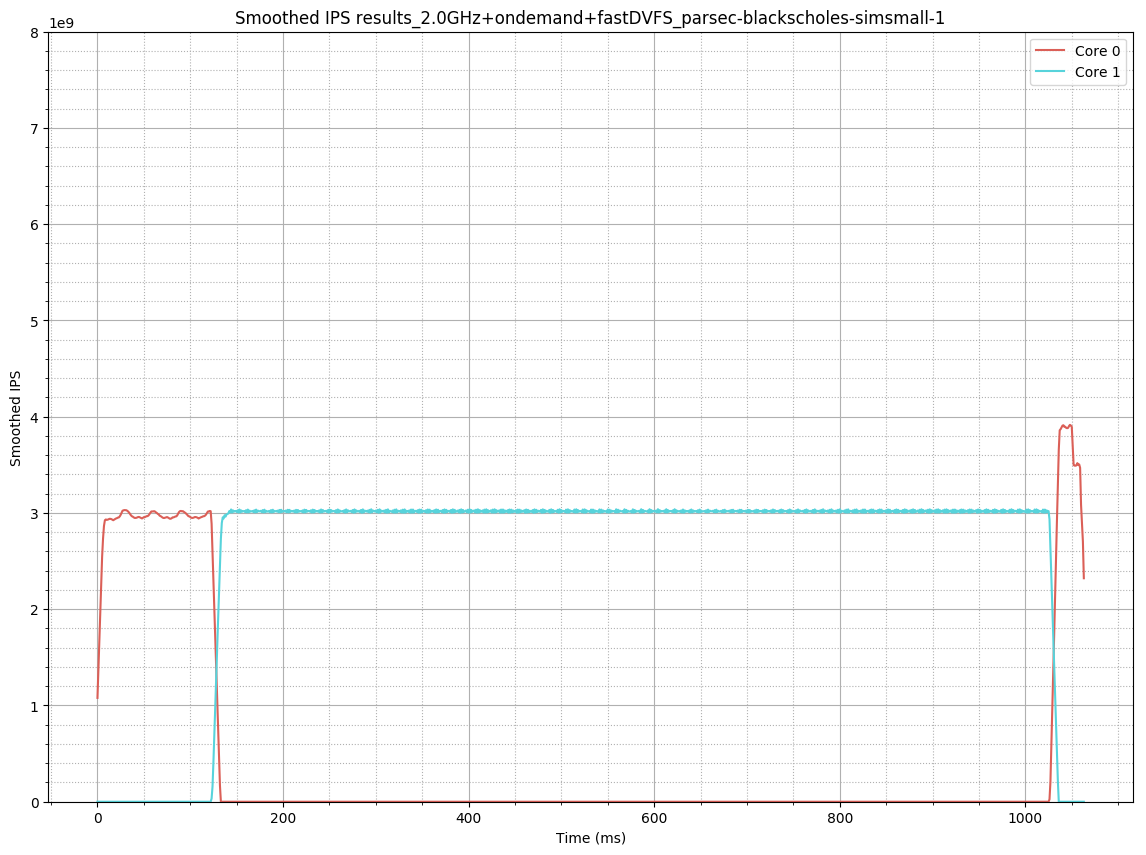 Smoothed IPS results_2.0GHz+ondemand+fastDVFS_parsec-blackscholes-simsmall-1
1e9
Core 0
Core 1
8
7
6
5
4
3
2
1
0
Smoothed IPS
0 200 400 600 800 1000
Time (ms)